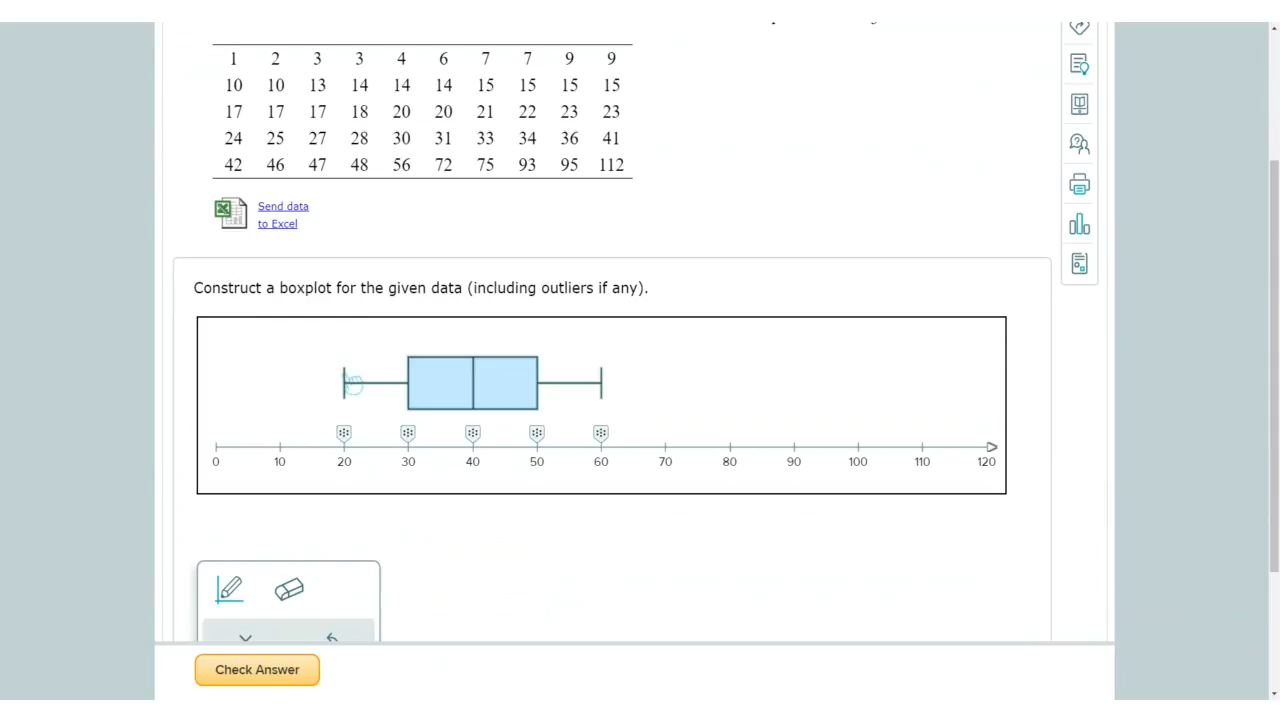 1 2 3 3 4 6 7 7 9 9
10 10 13 14 14 14 15 15 15 15
17 17 17 18 20 20 21 22 23 23
24 25 27 28 30 31 33 34 36 41
42 46 47 48 56 72 75 93 95 112
Send data
to Excel
Construct a boxplot for the given data (including outliers if any).
0 10 20 30 40 50 60 70 80 90 100 110 120
Check Answer